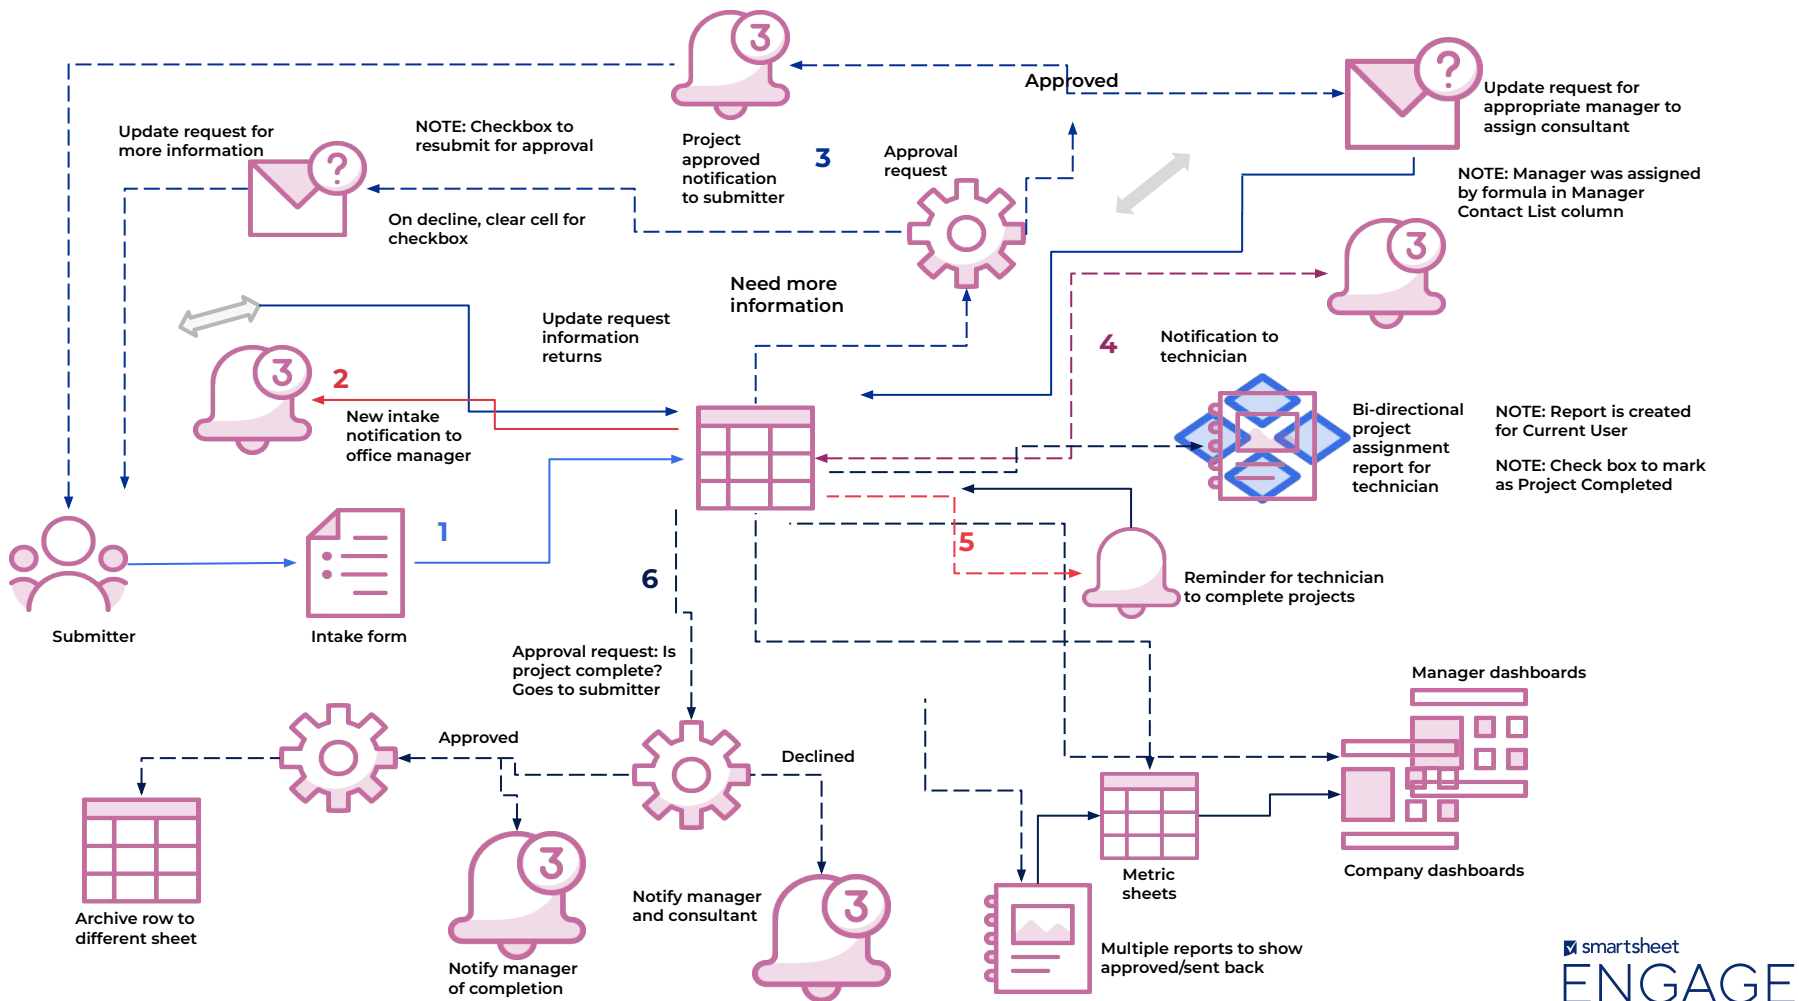 3
Approved
?
Update request for
appropriate manager to
assign consultant
Update request for
more information
NOTE: Checkbox to
resubmit for approval
Project
approved
notification
to submitter
3
Approval
request
?
NOTE: Manager was assigned
by formula in Manager
Contact List column
On decline, clear cell for
checkbox
3
Need more
information
Update request
information
returns
4
Notification to
technician
3
2
New intake
notification to
office manager
Bi-directional
project
assignment
report for
technician
NOTE: Report is created
for Current User
NOTE: Check box to mark
as Project Completed
1
5
6
Reminder for technician
to complete projects
Submitter
Intake form
Approval request: Is
project complete?
Goes to submitter
Manager dashboards
Approved
Declined
Archive row to
different sheet
3
Notify manager
of completion
Notify manager
and consultant
3
Metric
sheets
Company dashboards
Multiple reports to show
approved/sent back
smartsheet
ENGAGE